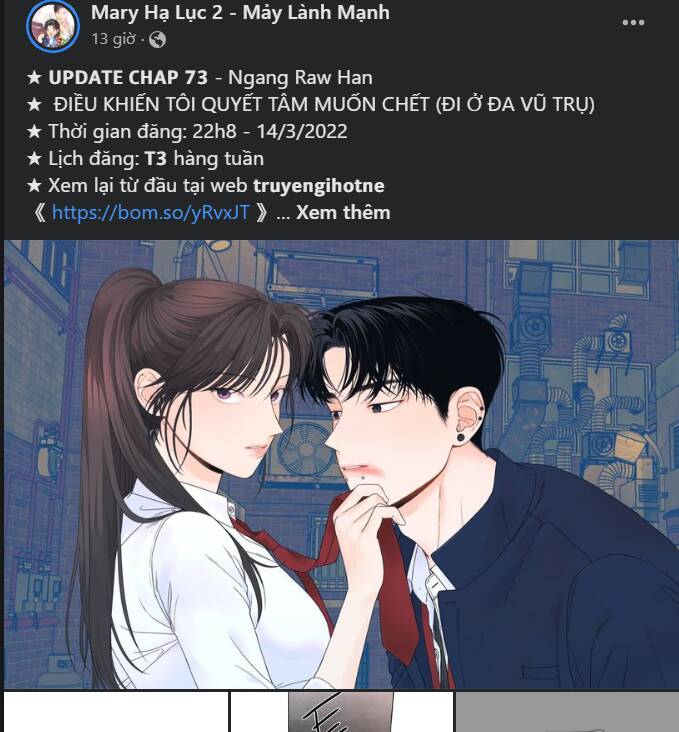 Mary Hạ Lục 2 - Mảy Lành Mạnh
13 giờ ·
★ UPDATE CHAP 73 - Ngang Raw Han
★ ĐIỀU KHIẾN TÔI QUYẾT TÂM MUỐN CHẾT (ĐI Ở ĐA VŨ TRỤ)
★ Thời gian đăng: 22h8 - 14/3/2022
★ Lịch đăng: T3 hàng tuần
★ Xem lại từ đầu tại web truyengihotne
《 https://bom.so/yRvxJT 》... Xem thêm